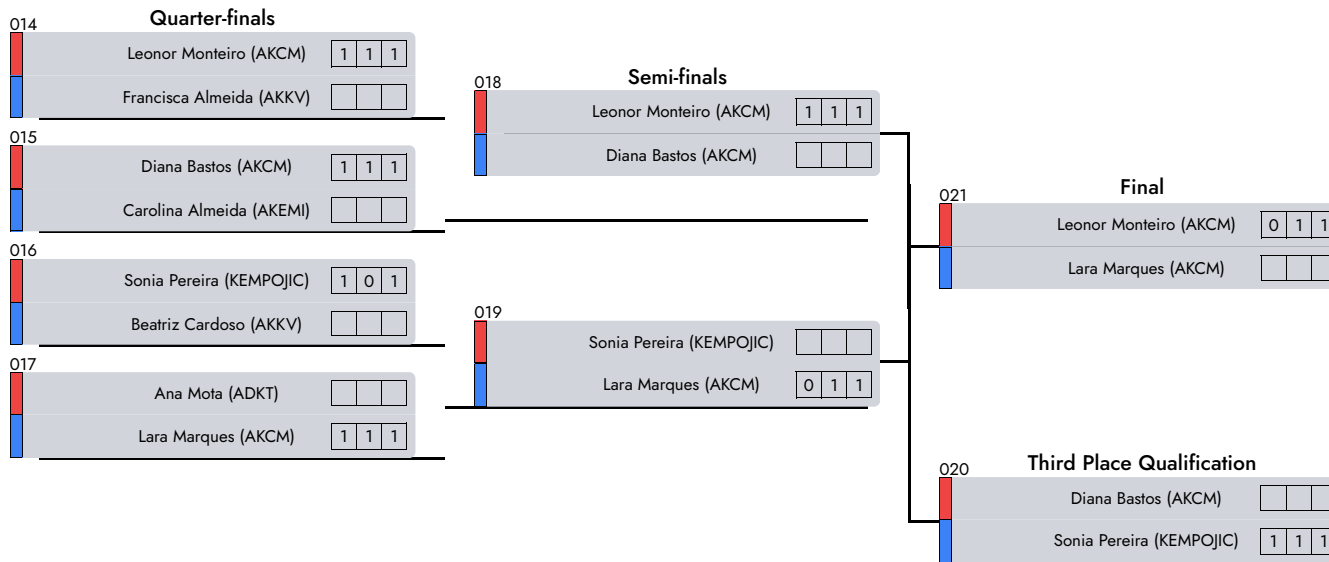 Quarter-finals
014
Leonor Monteiro (AKCM) 1 1 1
Francisca Almeida (AKKV)
015
Diana Bastos (AKCM) 1 1 1
Carolina Almeida (AKEMI)
016
Sonia Pereira (KEMPOJIC) 1 0 1
Beatriz Cardoso (AKKV)
017
Ana Mota (ADKT)
Lara Marques (AKCM) 1 1 1
Semi-finals
018
Leonor Monteiro (AKCM) 1 1 1
Diana Bastos (AKCM)
019
Sonia Pereira (KEMPOJIC)
Lara Marques (AKCM) 0 1 1
Final
021
Leonor Monteiro (AKCM) 0 1 1
Lara Marques (AKCM)
Third Place Qualification
020
Diana Bastos (AKCM)
Sonia Pereira (KEMPOJIC) 1 1 1